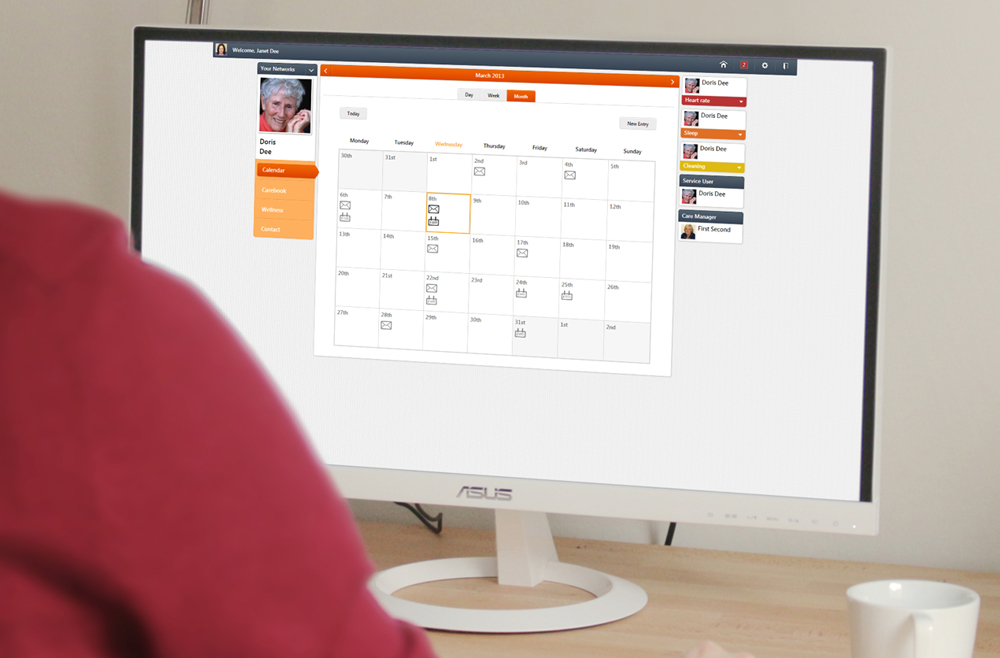 Welcome, Janet Dee
2
Your Networks
Doris
Dee
Calendar
Carebook
Wellness
Contact
March 2013
Day Week Month
Today
New Entry
Monday Tuesday Wednesday Thursday Friday Saturday Sunday
30th 31st 1st 2nd 3rd 4th 5th
6th 7th 8th 9th 10th 11th 12th
13th 14th 15th 16th 17th 18th 19th
20th 21st 22nd 23rd 24th 25th 26th
27th 28th 29th 30th 31st 1st 2nd
Doris Dee
Heart rate
Doris Dee
Sleep
Doris Dee
Cleaning
Service User
Doris Dee
Care Manager
First Second
ASUS